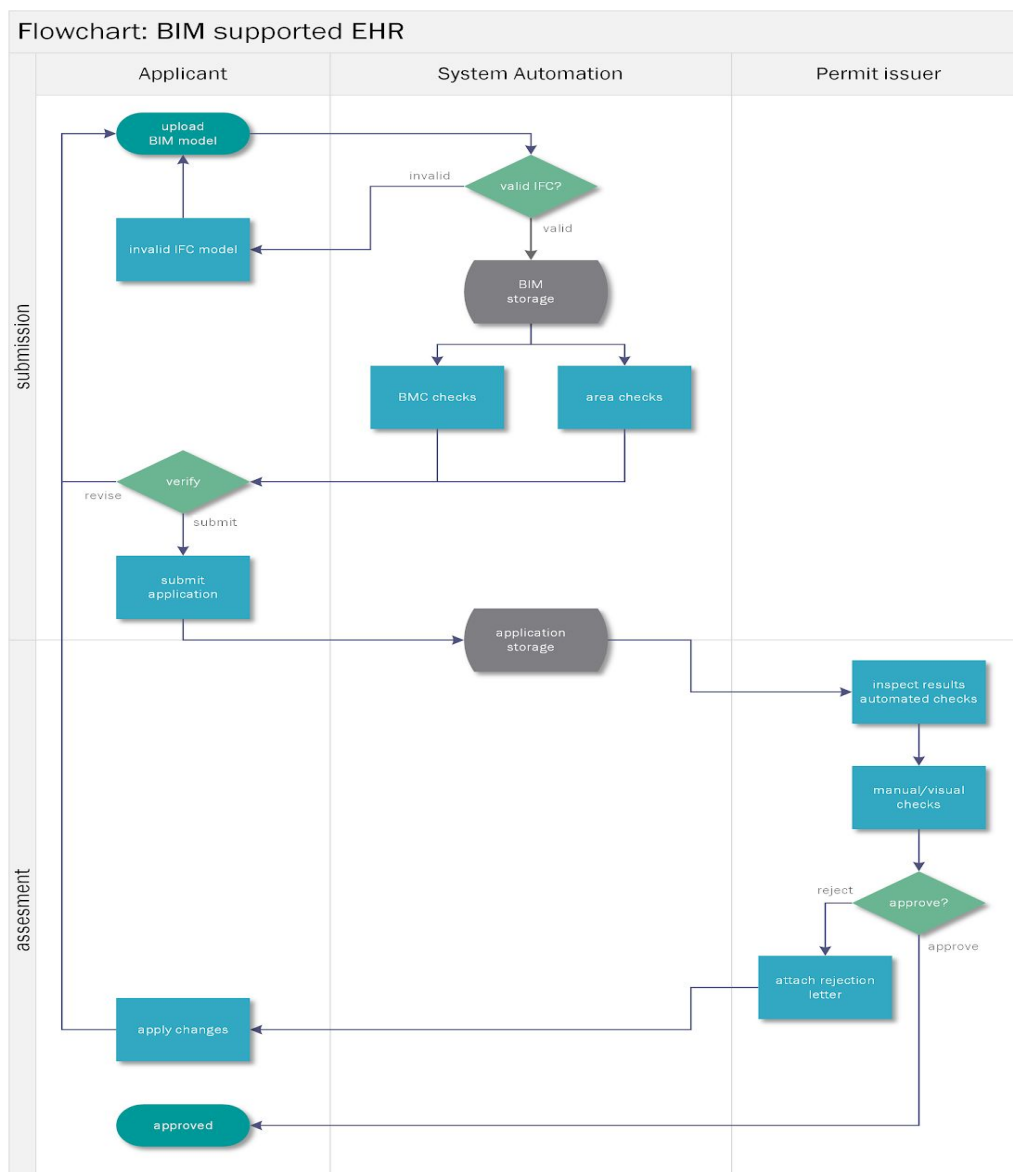 Flowchart: BIM supported EHR
Applicant
System Automation
Permit issuer
submission
upload
BIM model
invalid
valid IFC?
valid
invalid IFC model
BIM
storage
BMC checks
area checks
verify
revise
submit
submit
application
application
storage
assesment
inspect results
automated checks
manual/visual
checks
reject
approve?
approve
attach rejection
letter
apply changes
approved